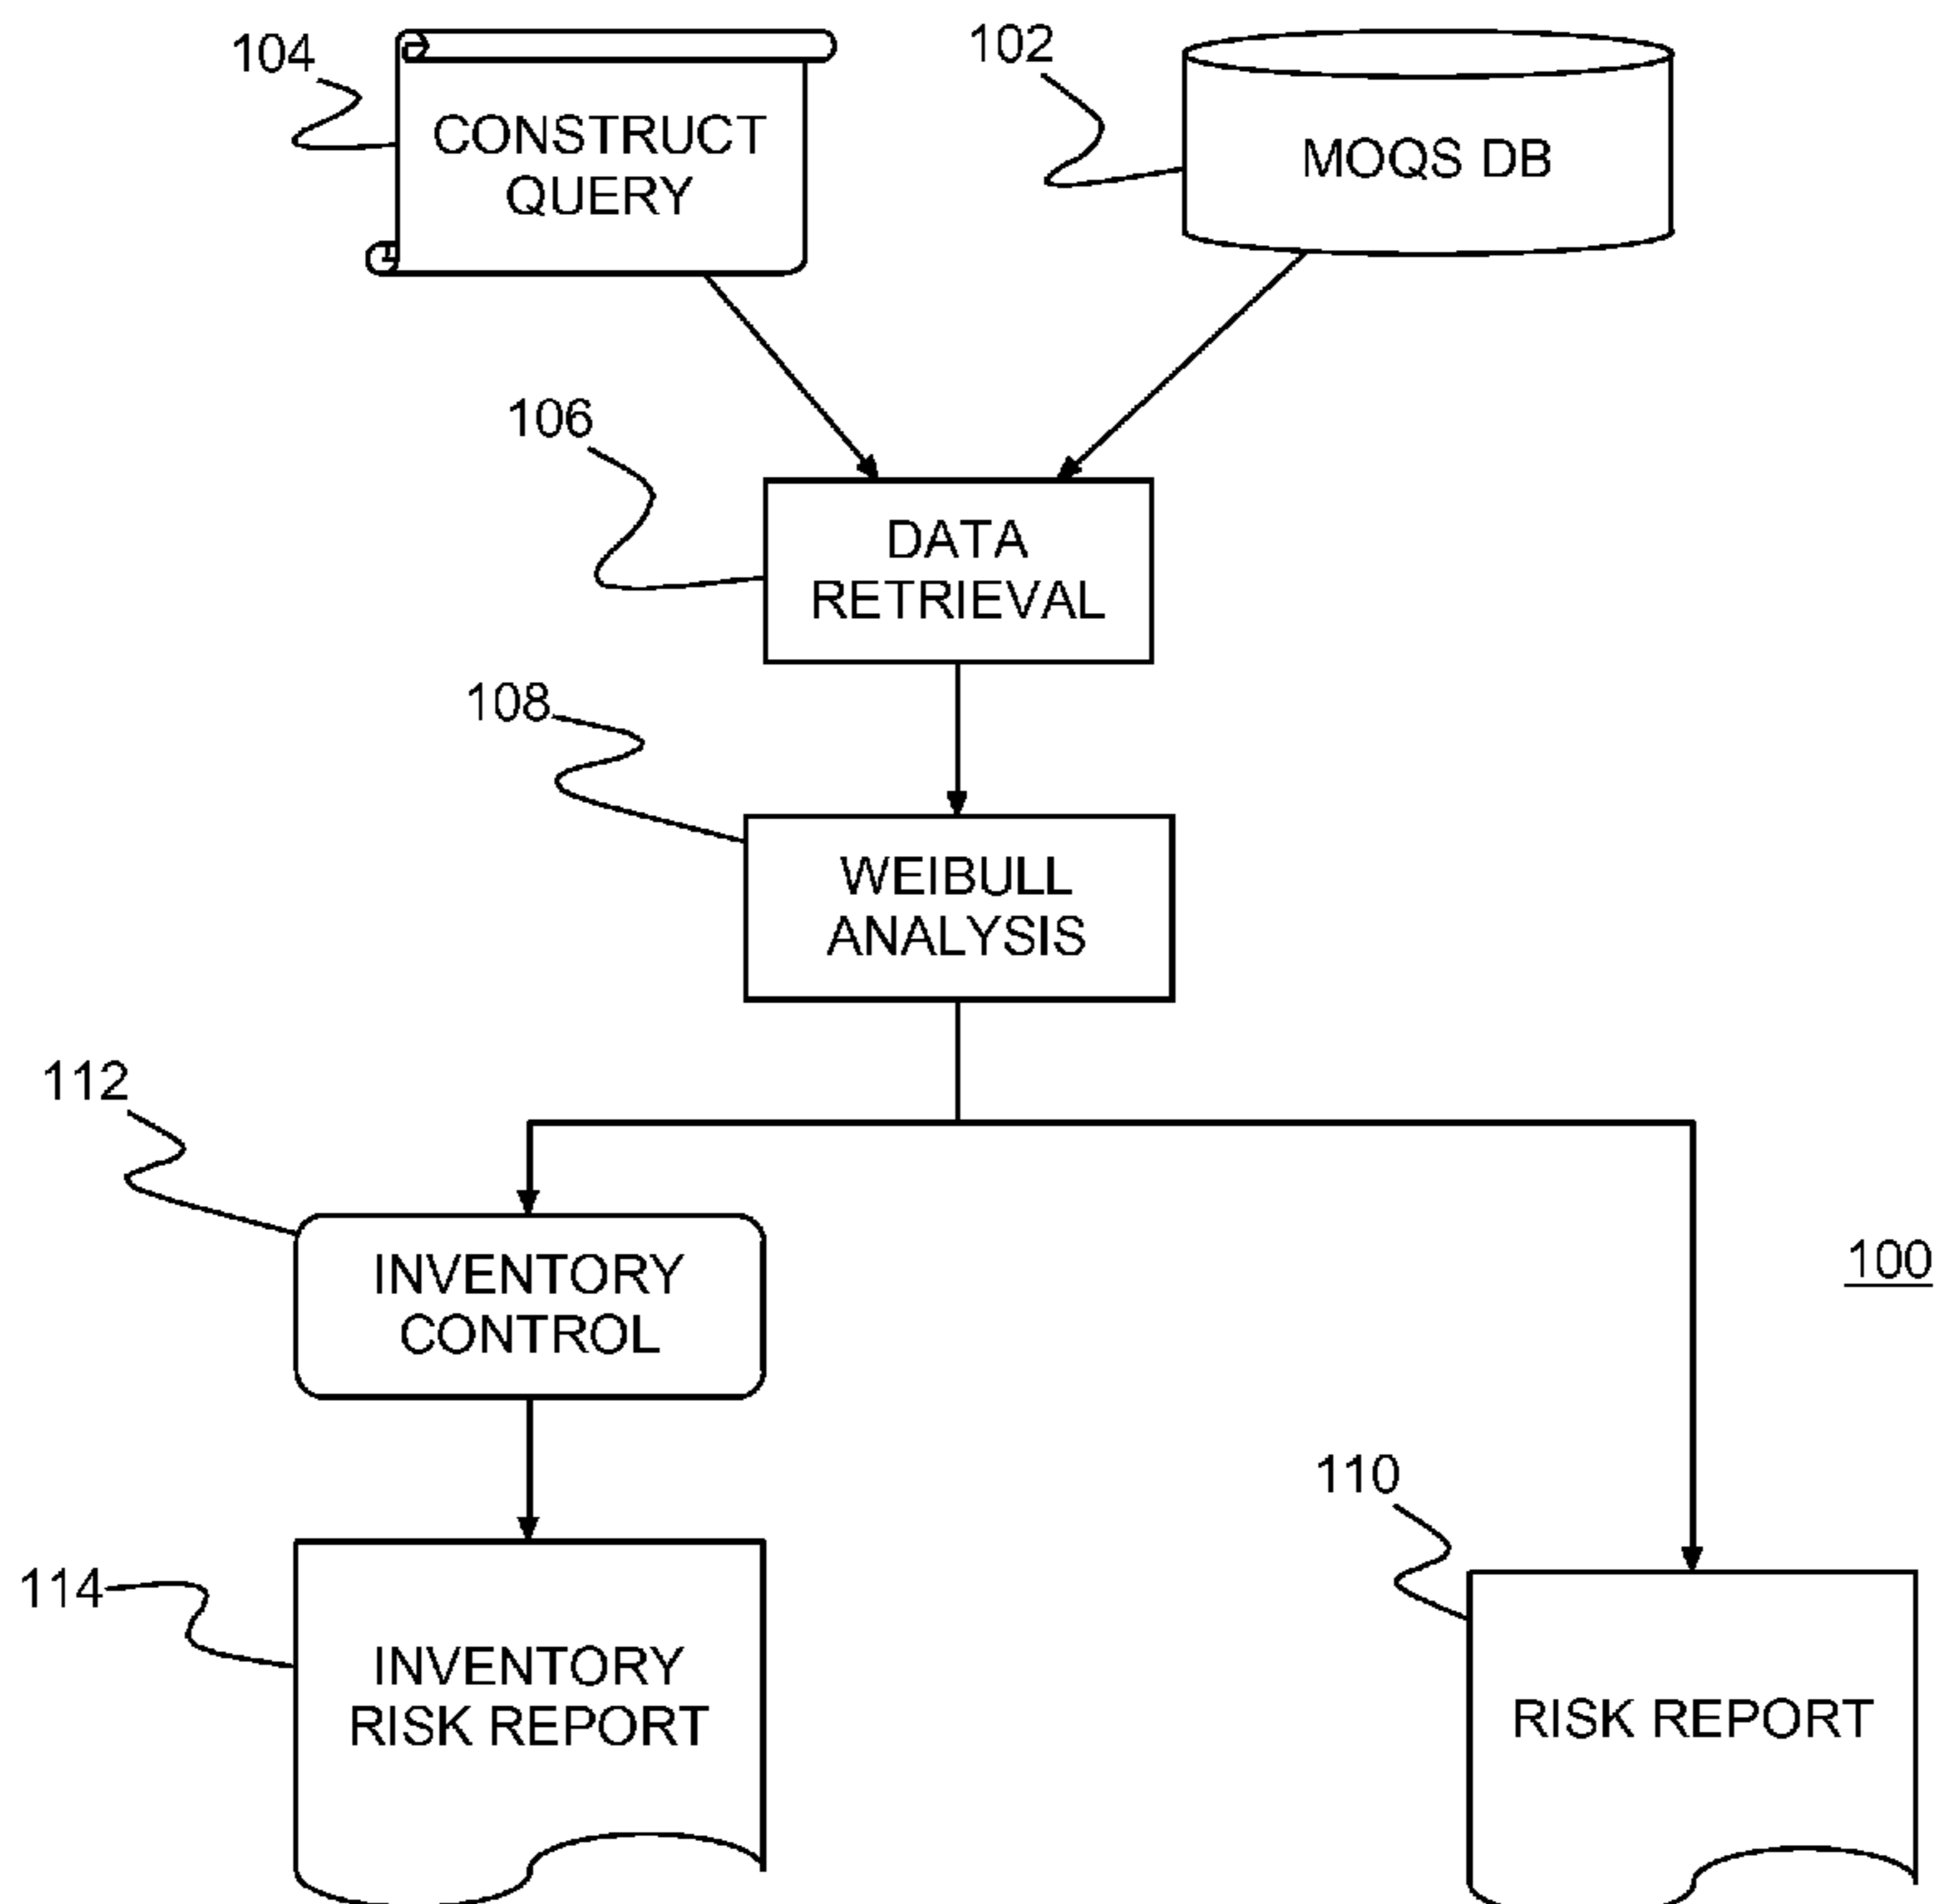 104
102
CONSTRUCT
QUERY
MOQS DB
106
DATA
RETRIEVAL
108
WEIBULL
ANALYSIS
112
INVENTORY
CONTROL
100
110
114
INVENTORY
RISK REPORT
RISK REPORT